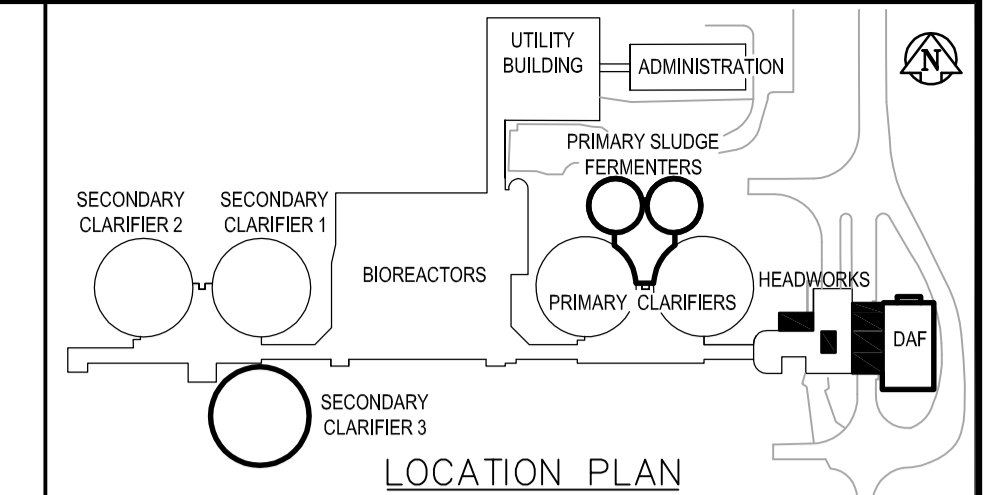 UTILITY
BUILDING
ADMINISTRATION
N
PRIMARY SLUDGE
FERMENTERS
SECONDARY
CLARIFIER 2
SECONDARY
CLARIFIER 1
BIOREACTORS
PRIMARY CLARIFIERS
HEADWORKS
DAF
SECONDARY
CLARIFIER 3
LOCATION PLAN